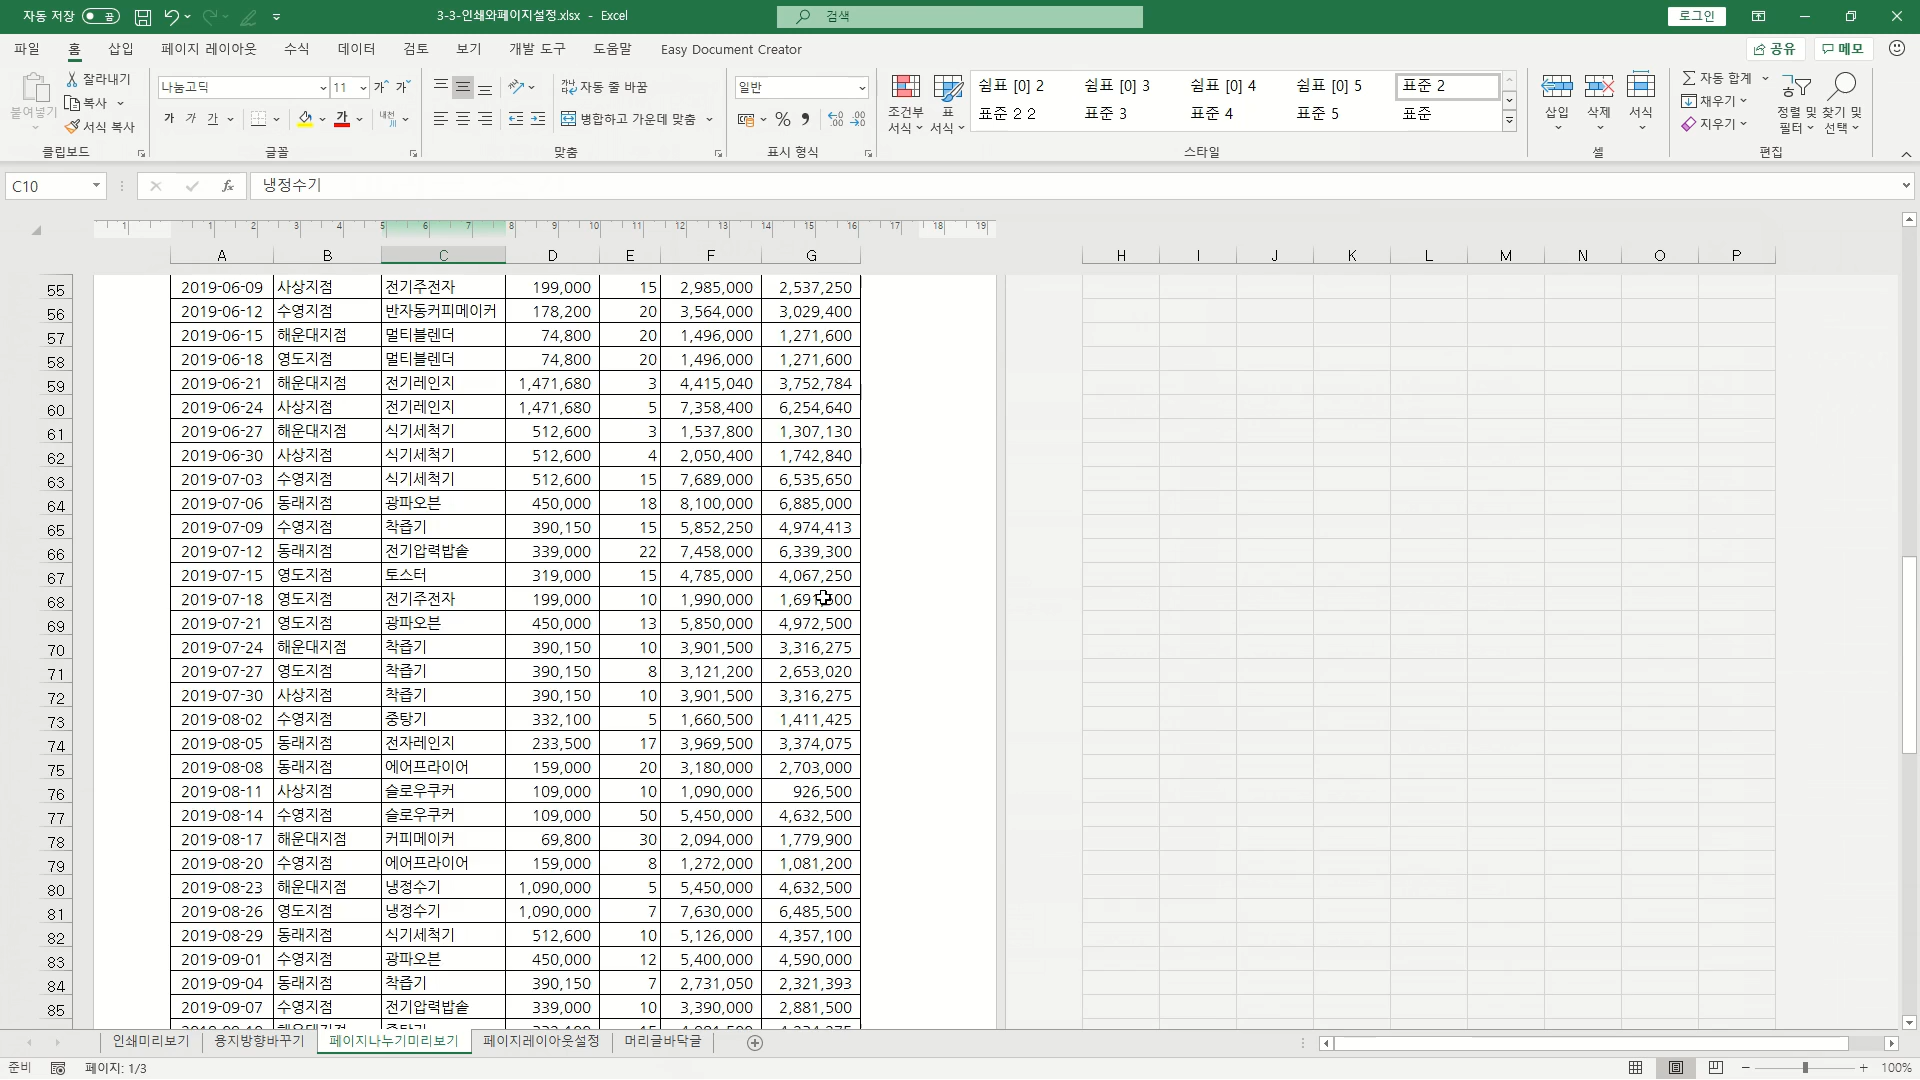 자동 저장 끔 3-3-인쇄와페이지설정.xlsx - Excel 검색 로그인
파일 홈 삽입 페이지 레이아웃 수식 데이터 검토 보기 개발 도구 도움말 Easy Document Creator 공유 메모
붙여넣기 잘라내기 복사 서식 복사 클립보드
나눔고딕 11 가 가 가 가 가 가 내천 글꼴
자동 줄 바꿈 병합하고 가운데 맞춤 맞춤
일반 % 표시 형식
조건부 서식 표 서식
쉼표 [0] 2 쉼표 [0] 3 쉼표 [0] 4 쉼표 [0] 5 표준 2
표준 2 2 표준 3 표준 4 표준 5 표준
스타일
삽입 삭제 서식 셀
자동 합계 채우기 지우기 정렬 및 필터 찾기 및 선택 편집
C10 fx 냉정수기
1 1 2 3 4 5 6 7 8 9 10 11 12 13 14 15 16 17 18 19
A B C D E F G H I J K L M N O P
55 2019-06-09 사상지점 전기주전자 199,000 15 2,985,000 2,537,250
56 2019-06-12 수영지점 반자동커피메이커 178,200 20 3,564,000 3,029,400
57 2019-06-15 해운대지점 멀티블렌더 74,800 20 1,496,000 1,271,600
58 2019-06-18 영도지점 멀티블렌더 74,800 20 1,496,000 1,271,600
59 2019-06-21 해운대지점 전기레인지 1,471,680 3 4,415,040 3,752,784
60 2019-06-24 사상지점 전기레인지 1,471,680 5 7,358,400 6,254,640
61 2019-06-27 해운대지점 식기세척기 512,600 3 1,537,800 1,307,130
62 2019-06-30 사상지점 식기세척기 512,600 4 2,050,400 1,742,840
63 2019-07-03 수영지점 식기세척기 512,600 15 7,689,000 6,535,650
64 2019-07-06 동래지점 광파오븐 450,000 18 8,100,000 6,885,000
65 2019-07-09 수영지점 착즙기 390,150 15 5,852,250 4,974,413
66 2019-07-12 동래지점 전기압력밥솥 339,000 22 7,458,000 6,339,300
67 2019-07-15 영도지점 토스터 319,000 15 4,785,000 4,067,250
68 2019-07-18 영도지점 전기주전자 199,000 10 1,990,000
69 2019-07-21 영도지점 광파오븐 450,000 13 5,850,000 4,972,500
70 2019-07-24 해운대지점 착즙기 390,150 10 3,901,500 3,316,275
71 2019-07-27 영도지점 착즙기 390,150 8 3,121,200 2,653,020
72 2019-07-30 사상지점 착즙기 390,150 10 3,901,500 3,316,275
73 2019-08-02 수영지점 중탕기 332,100 5 1,660,500 1,411,425
74 2019-08-05 동래지점 전자레인지 233,500 17 3,969,500 3,374,075
75 2019-08-08 동래지점 에어프라이어 159,000 20 3,180,000 2,703,000
76 2019-08-11 사상지점 슬로우쿠커 109,000 10 1,090,000 926,500
77 2019-08-14 수영지점 슬로우쿠커 109,000 50 5,450,000 4,632,500
78 2019-08-17 해운대지점 커피메이커 69,800 30 2,094,000 1,779,900
79 2019-08-20 수영지점 에어프라이어 159,000 8 1,272,000 1,081,200
80 2019-08-23 해운대지점 냉정수기 1,090,000 5 5,450,000 4,632,500
81 2019-08-26 영도지점 냉정수기 1,090,000 7 7,630,000 6,485,500
82 2019-08-29 동래지점 식기세척기 512,600 10 5,126,000 4,357,100
83 2019-09-01 수영지점 광파오븐 450,000 12 5,400,000 4,590,000
84 2019-09-04 동래지점 착즙기 390,150 7 2,731,050 2,321,393
85 2019-09-07 수영지점 전기압력밥솥 339,000 10 3,390,000 2,881,500
인쇄미리보기 용지방향바꾸기 페이지나누기미리보기 페이지레이아웃설정 머리글바닥글
준비 페이지: 1/3 100%